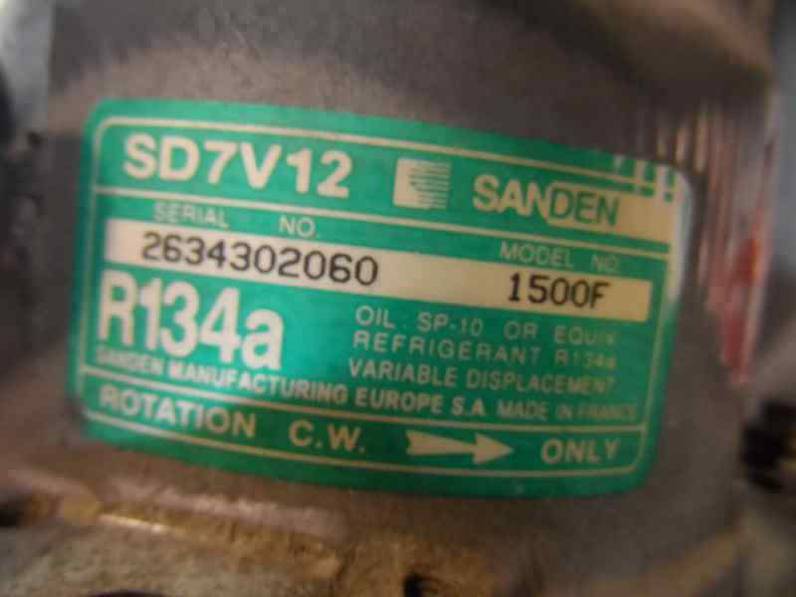 SD7V12 SANDEN
SERIAL NO. MODEL NO.
2634302060 1500F
R134a
OIL SP-10 OR EQUIV
REFRIGERANT R134a
VARIABLE DISPLACEMENT
SANDEN MANUFACTURING EUROPE S.A. MADE IN FRANCE
ROTATION C.W. ONLY